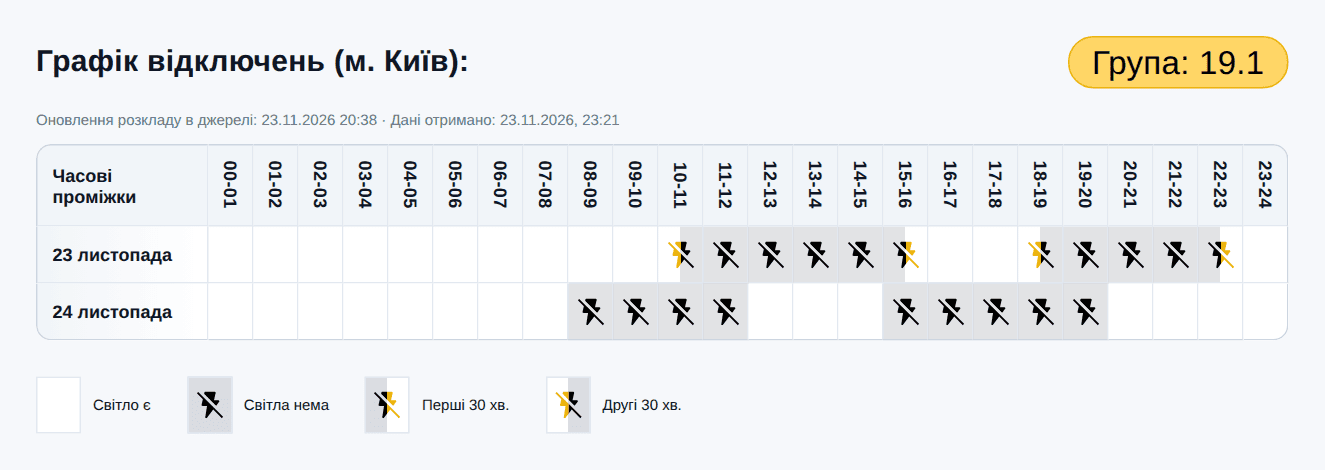 Графік відключень (м. Київ):
Група: 19.1
Оновлення розкладу в джерелі: 23.11.2026 20:38 · Дані отримано: 23.11.2026, 23:21
Часові
проміжки
00-01
01-02
02-03
03-04
04-05
05-06
06-07
07-08
08-09
09-10
10-11
11-12
12-13
13-14
14-15
15-16
16-17
17-18
18-19
19-20
20-21
21-22
22-23
23-24
23 листопада
24 листопада
Світло є
Світла нема
Перші 30 хв.
Другі 30 хв.